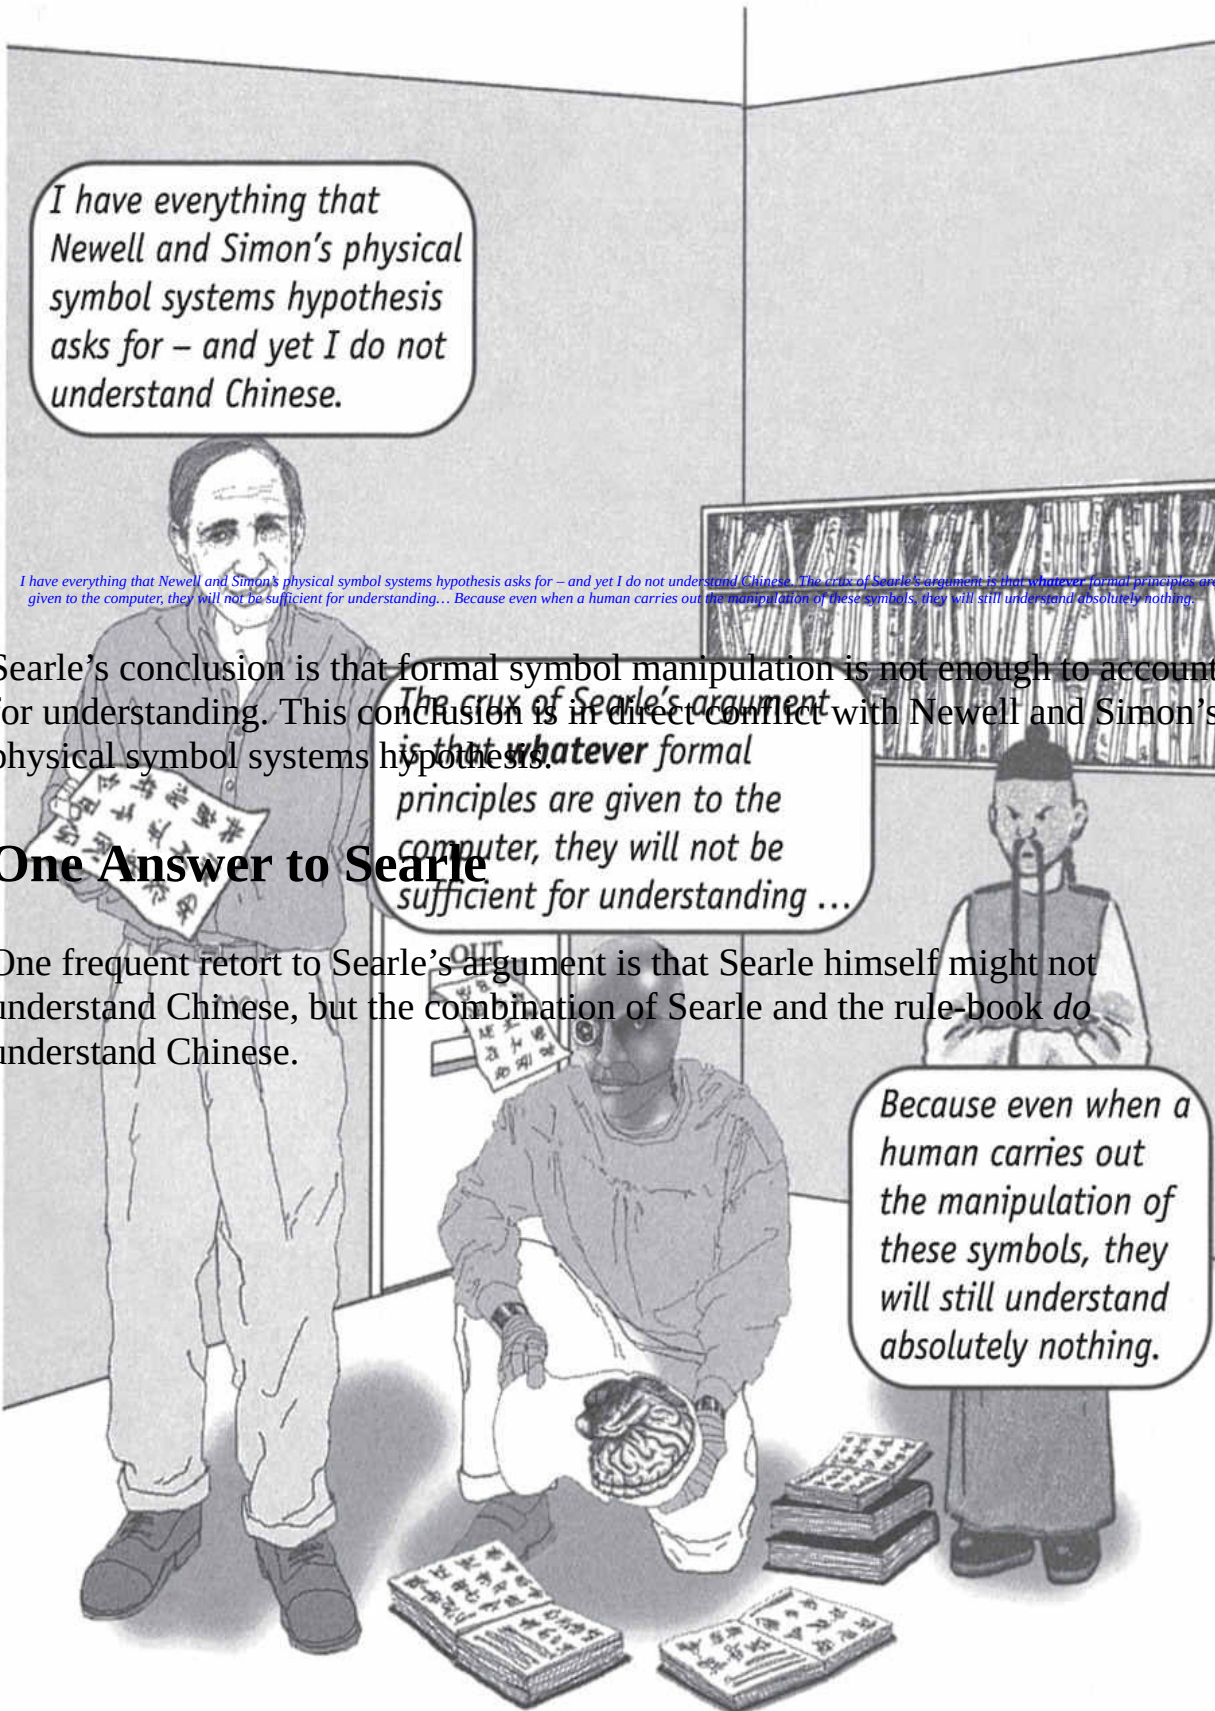 I have everything that
Newell and Simon's physical
symbol systems hypothesis
asks for – and yet I do not
understand Chinese.
I have everything that Newell and Simon's physical symbol systems hypothesis asks for – and yet I do not understand Chinese. The crux of Searle's argument is that whatever formal principles are
given to the computer, they will not be sufficient for understanding… Because even when a human carries out the manipulation of these symbols, they will still understand absolutely nothing.
Searle's conclusion is that formal symbol manipulation is not enough to account
for understanding. This conclusion is in direct conflict with Newell and Simon's
physical symbol systems hypothesis.
The crux of Searle's argument
is that whatever formal
principles are given to the
computer, they will not be
sufficient for understanding …
One Answer to Searle
OUT
One frequent retort to Searle's argument is that Searle himself might not
understand Chinese, but the combination of Searle and the rule-book do
understand Chinese.
Because even when a
human carries out
the manipulation of
these symbols, they
will still understand
absolutely nothing.